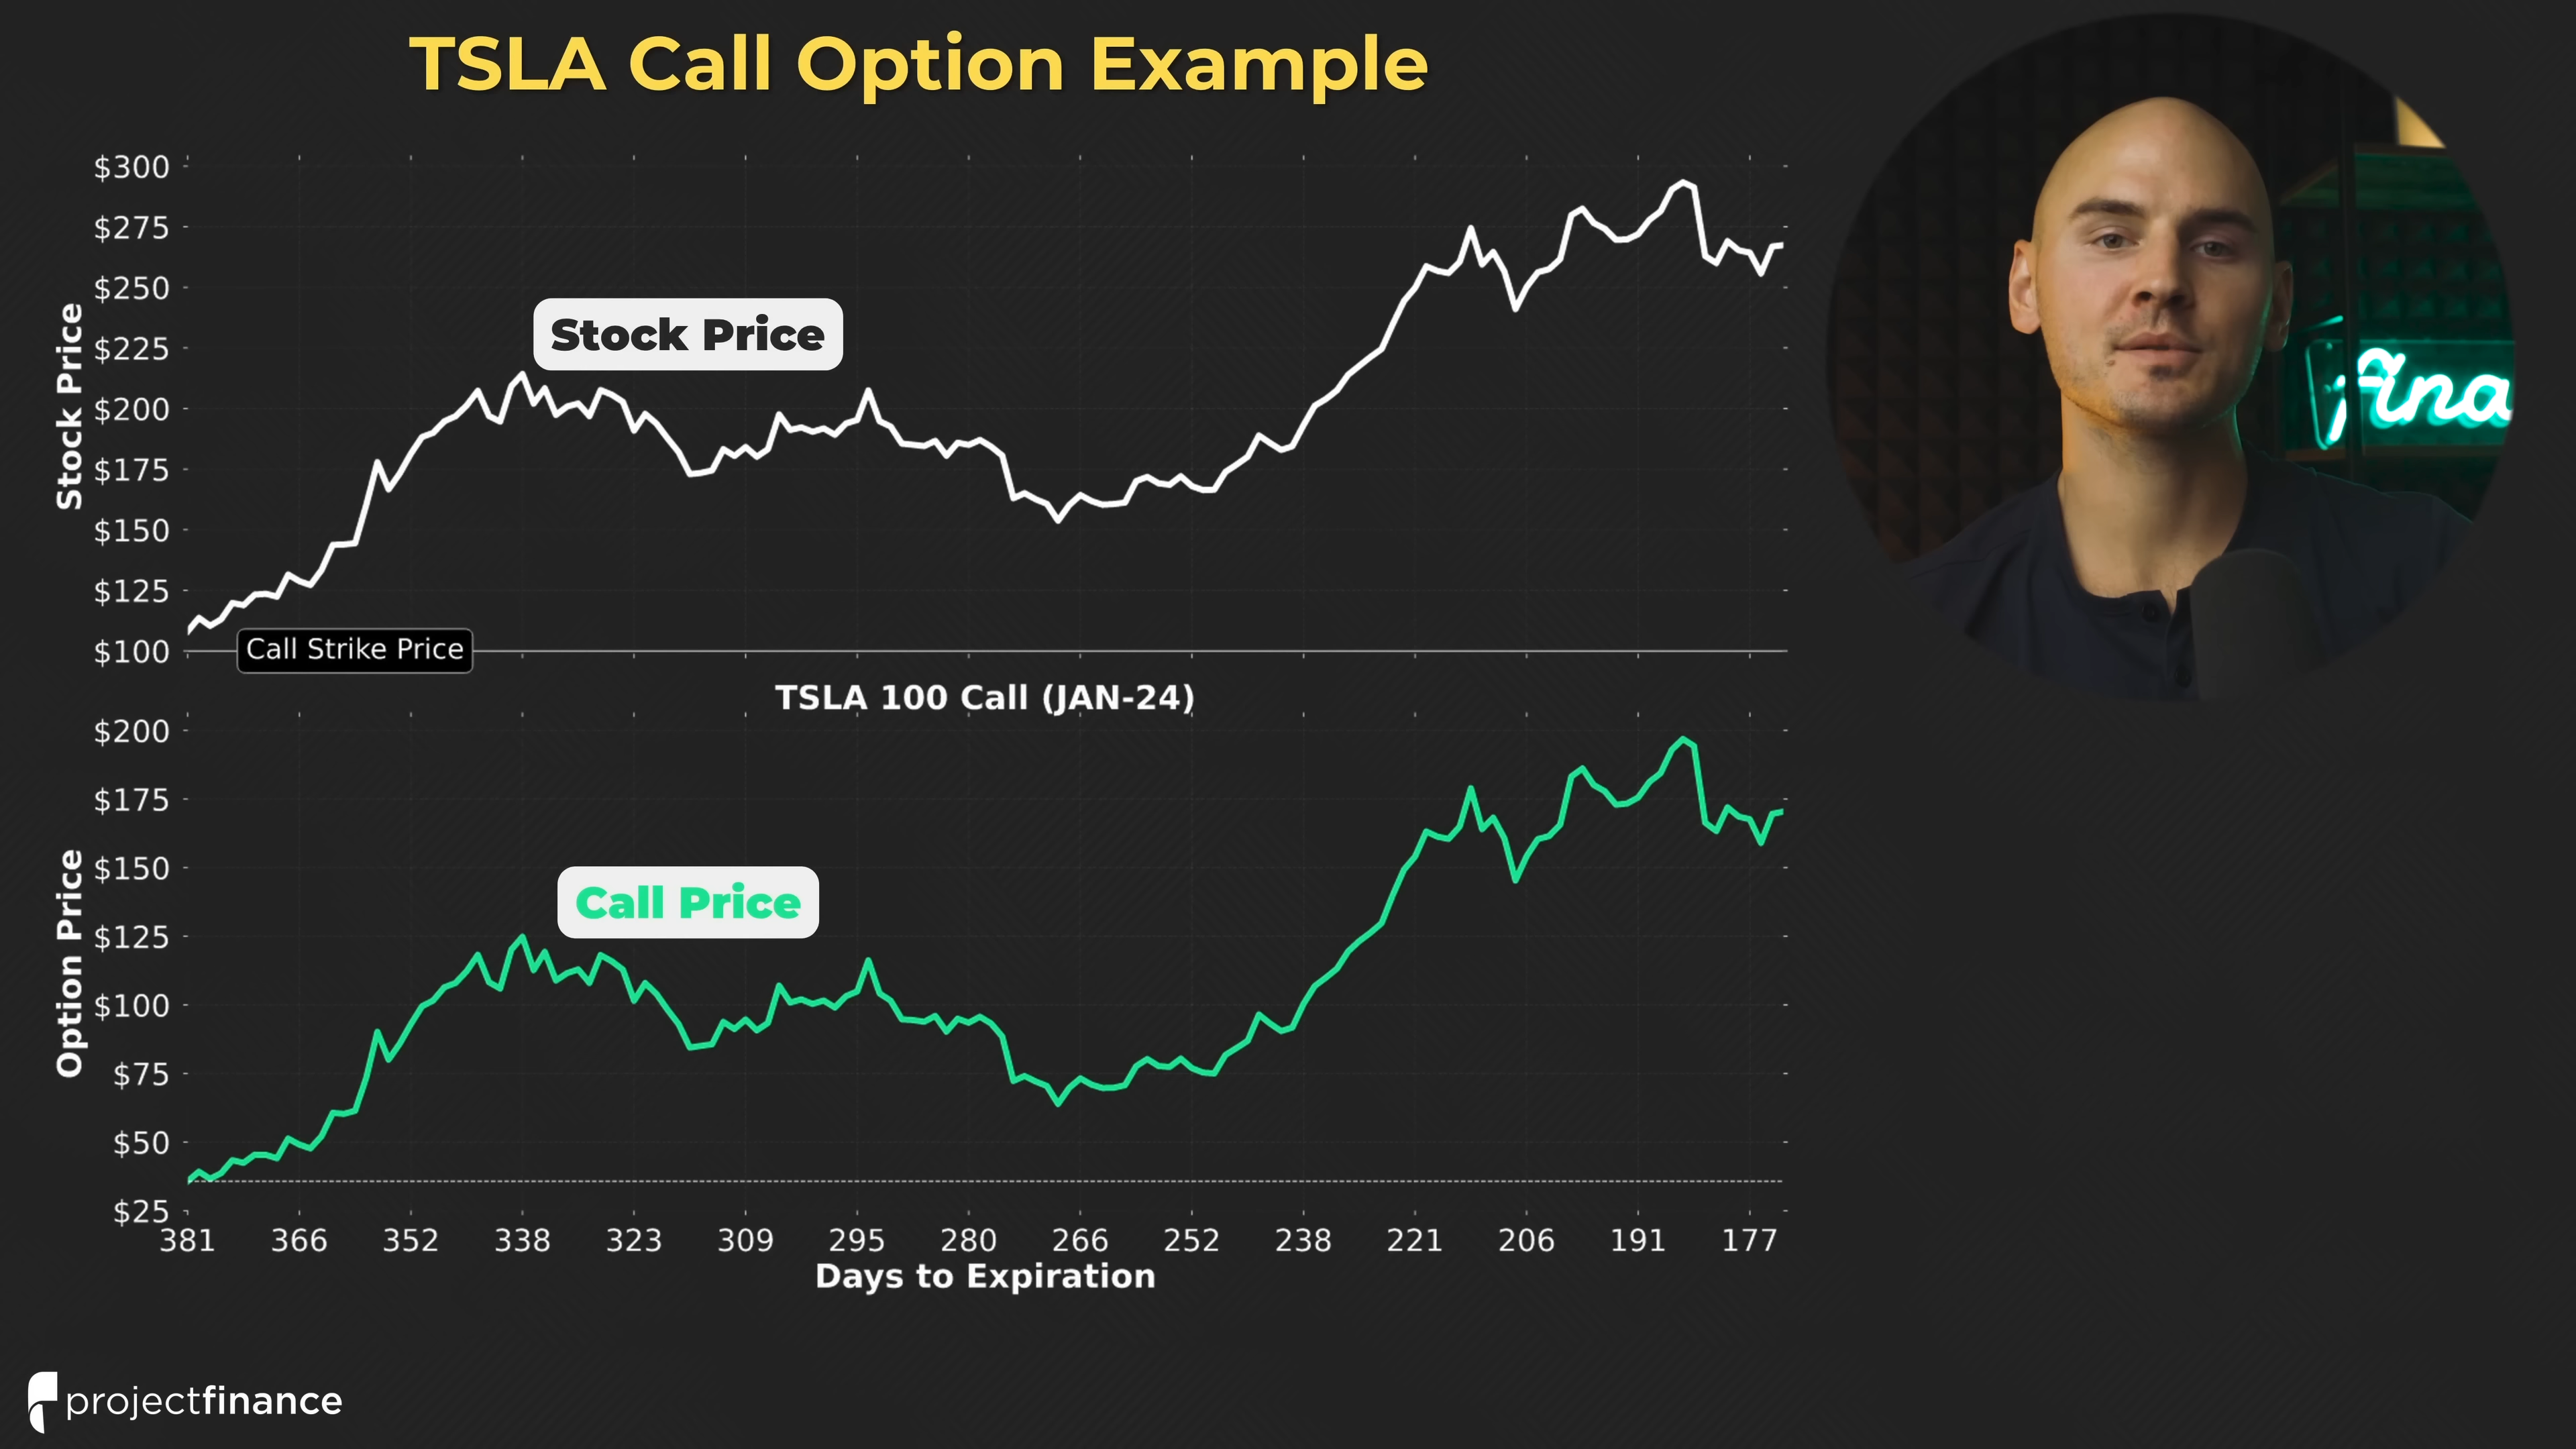 TSLA Call Option Example
Stock Price
$300
$275
$250
$225
$200
$175
$150
$125
$100
Stock Price
Call Strike Price
fina
TSLA 100 Call (JAN-24)
Option Price
$200
$175
$150
$125
$100
$75
$50
$25
Call Price
381 366 352 338 323 309 295 280 266 252 238 221 206 191 177
Days to Expiration
projectfinance